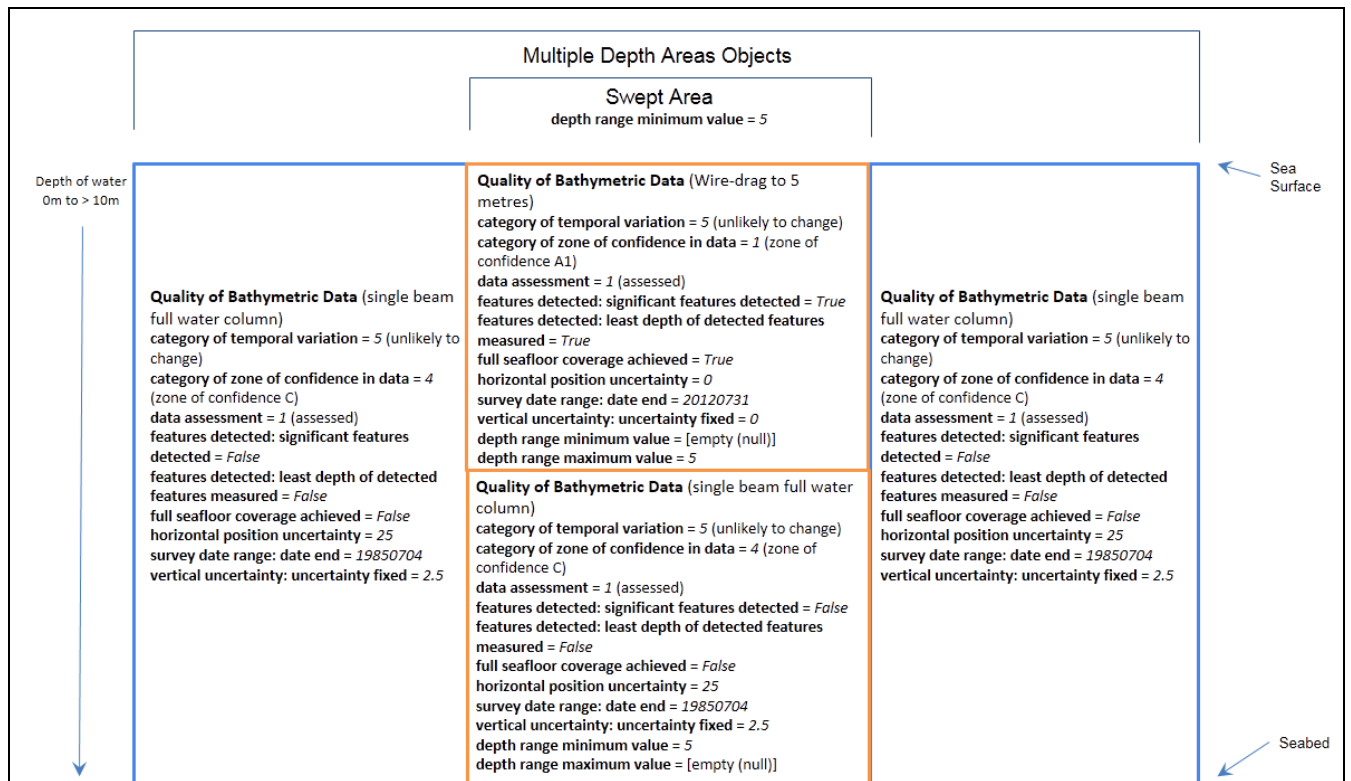 Multiple Depth Areas Objects
Swept Area
depth range minimum value = 5
Depth of water
0m to > 10m
Sea
Surface
Quality of Bathymetric Data (single beam
full water column)
category of temporal variation = 5 (unlikely to
change)
category of zone of confidence in data = 4
(zone of confidence C)
data assessment = 1 (assessed)
features detected: significant features
detected = False
features detected: least depth of detected
features measured = False
full seafloor coverage achieved = False
horizontal position uncertainty = 25
survey date range: date end = 19850704
vertical uncertainty: uncertainty fixed = 2.5
Quality of Bathymetric Data (Wire-drag to 5
metres)
category of temporal variation = 5 (unlikely to change)
category of zone of confidence in data = 1 (zone of
confidence A1)
data assessment = 1 (assessed)
features detected: significant features detected = True
features detected: least depth of detected features
measured = True
full seafloor coverage achieved = True
horizontal position uncertainty = 0
survey date range: date end = 20120731
vertical uncertainty: uncertainty fixed = 0
depth range minimum value = [empty (null)]
depth range maximum value = 5
Quality of Bathymetric Data (single beam full water
column)
category of temporal variation = 5 (unlikely to change)
category of zone of confidence in data = 4 (zone of
confidence C)
data assessment = 1 (assessed)
features detected: significant features detected = False
features detected: least depth of detected features
measured = False
full seafloor coverage achieved = False
horizontal position uncertainty = 25
survey date range: date end = 19850704
vertical uncertainty: uncertainty fixed = 2.5
depth range minimum value = 5
depth range maximum value = [empty (null)]
Quality of Bathymetric Data (single beam
full water column)
category of temporal variation = 5 (unlikely to
change)
category of zone of confidence in data = 4
(zone of confidence C)
data assessment = 1 (assessed)
features detected: significant features
detected = False
features detected: least depth of detected
features measured = False
full seafloor coverage achieved = False
horizontal position uncertainty = 25
survey date range: date end = 19850704
vertical uncertainty: uncertainty fixed = 2.5
Seabed